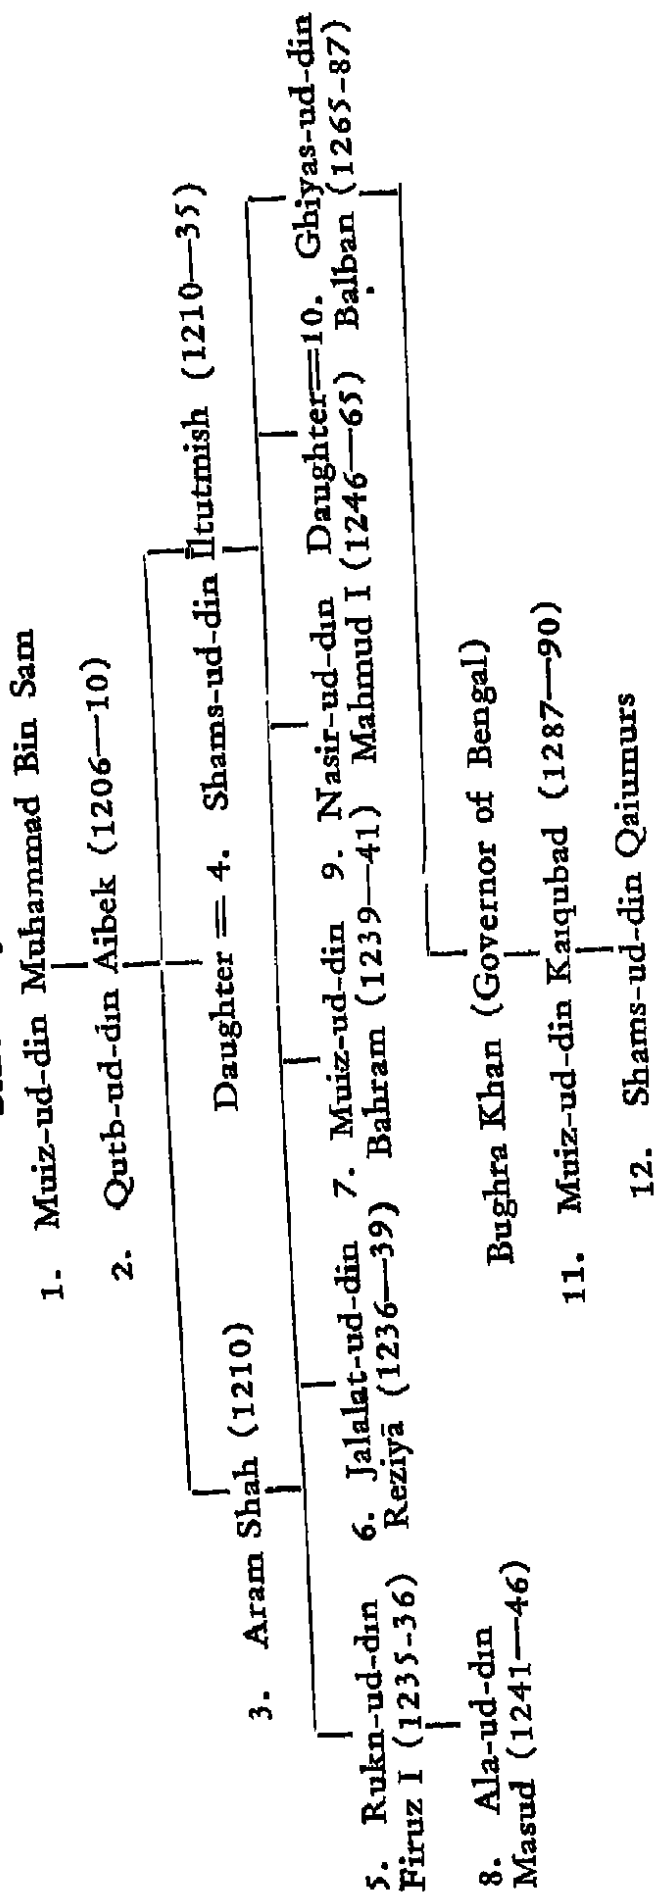 1. Muiz-ud-din Muhammad Bin Sam
2. Qutb-ud-din Aibek (1206—10)
3. Aram Shah (1210)
Daughter = 4. Shams-ud-din Iltutmish (1210—35)
5. Rukn-ud-din
Firuz I (1235-36)
6. Jalalat-ud-din
Reziyā (1236—39)
7. Muiz-ud-din
Bahram (1239—41)
9. Nasir-ud-din
Mahmud I (1246—65)
Daughter=10. Ghiyas-ud-din
Balban (1265-87)
8. Ala-ud-din
Masud (1241—46)
Bughra Khan (Governor of Bengal)
11. Muiz-ud-din Kaiqubad (1287—90)
12. Shams-ud-din Qaiumurs